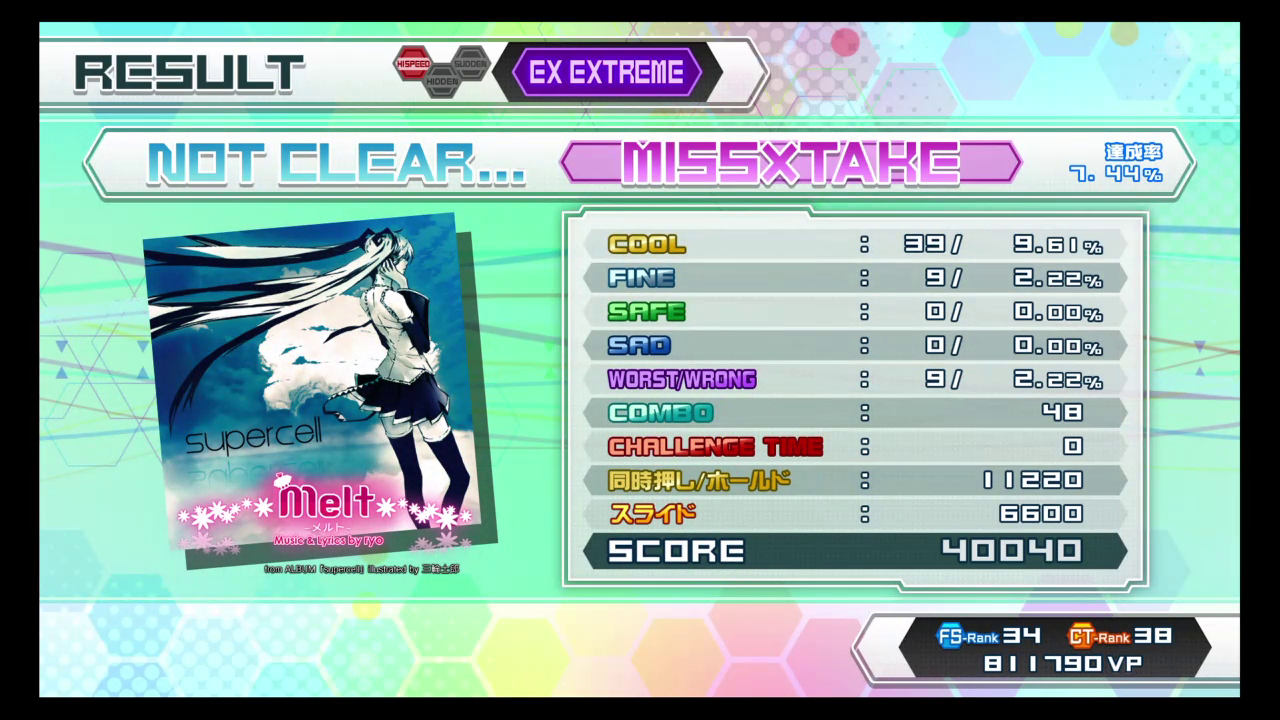 RESULT HISPEED HIDDEN SUDDEN EX EXTREME
NOT CLEAR... MISS×TAKE 達成率
7.44%
COOL : 39/ 9.61%
FINE : 9/ 2.22%
SAFE : 0/ 0.00%
SAD : 0/ 0.00%
WORST/WRONG : 9/ 2.22%
COMBO : 48
CHALLENGE TIME : 0
同時押し/ホールド : 11220
スライド : 6600
SCORE 40040
supercell
melt
-メルト-
Music & Lyrics by ryo
from ALBUM「supercell」 illustrated by 三輪士郎
FS-Rank 34 CT-Rank 38
811790VP